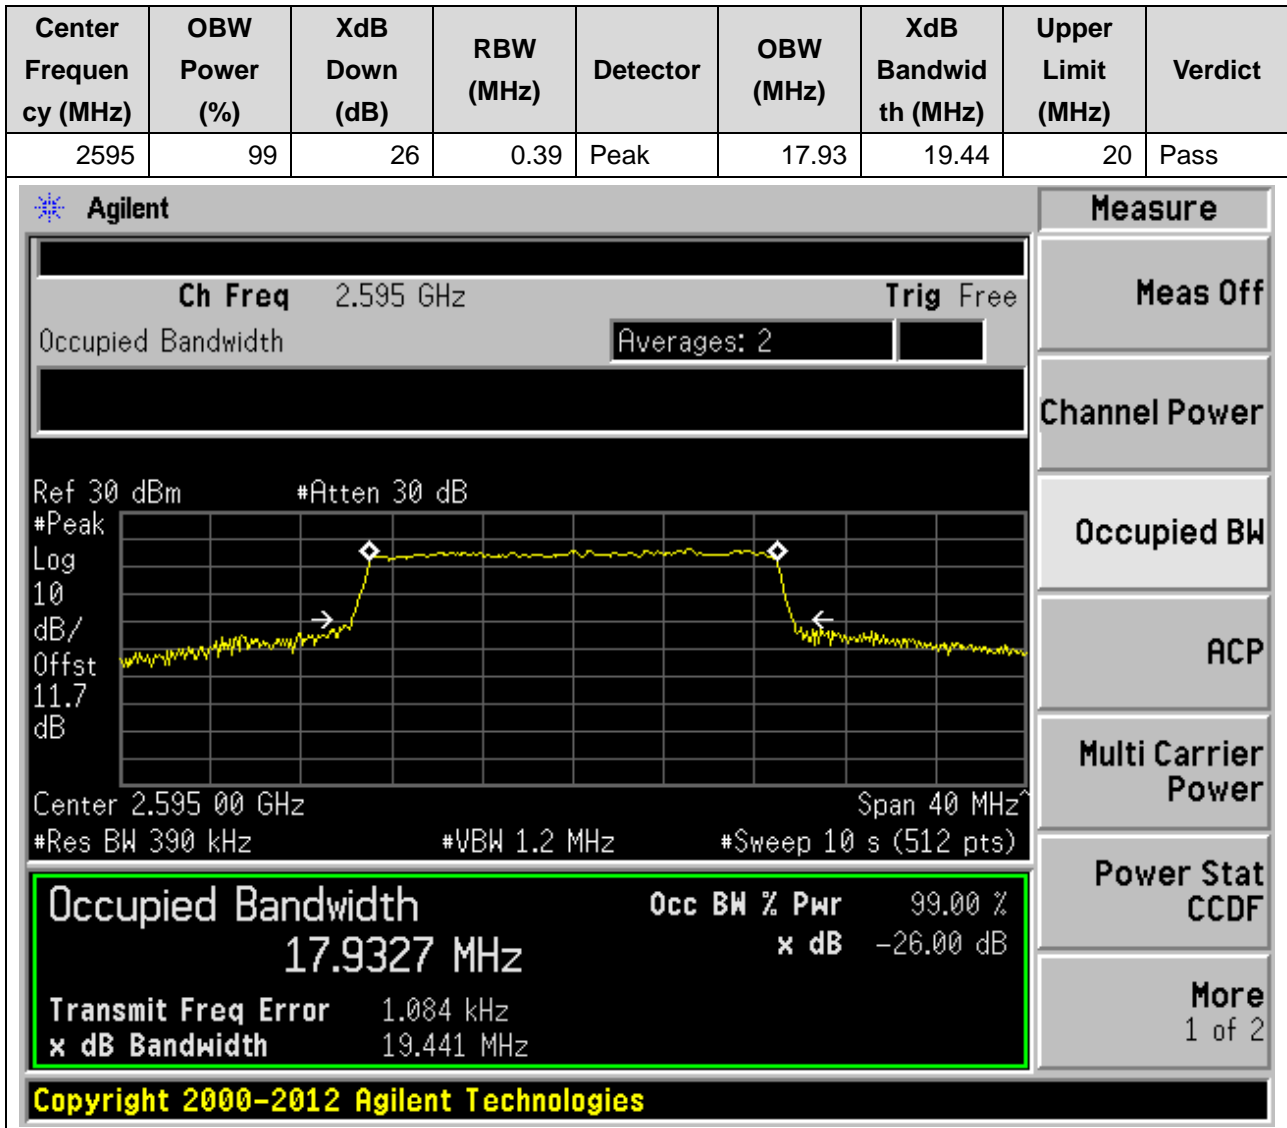 Center Frequen cy (MHz) OBW Power (%) XdB Down (dB) RBW (MHz) Detector OBW (MHz) XdB Bandwid th (MHz) Upper Limit (MHz) Verdict
2595 99 26 0.39 Peak 17.93 19.44 20 Pass
Agilent
Measure
Ch Freq 2.595 GHz Trig Free
Occupied Bandwidth Averages: 2
Meas Off
Channel Power
Occupied BW
ACP
Multi Carrier
Power
Power Stat
CCDF
More
1 of 2
Ref 30 dBm #Atten 30 dB
#Peak
Log
10
dB/
Offst
11.7
dB
Center 2.595 00 GHz Span 40 MHz^
#Res BW 390 kHz #VBW 1.2 MHz #Sweep 10 s (512 pts)
Occupied Bandwidth Occ BW % Pwr 99.00 %
17.9327 MHz x dB -26.00 dB
Transmit Freq Error 1.084 kHz
x dB Bandwidth 19.441 MHz
Copyright 2000-2012 Agilent Technologies